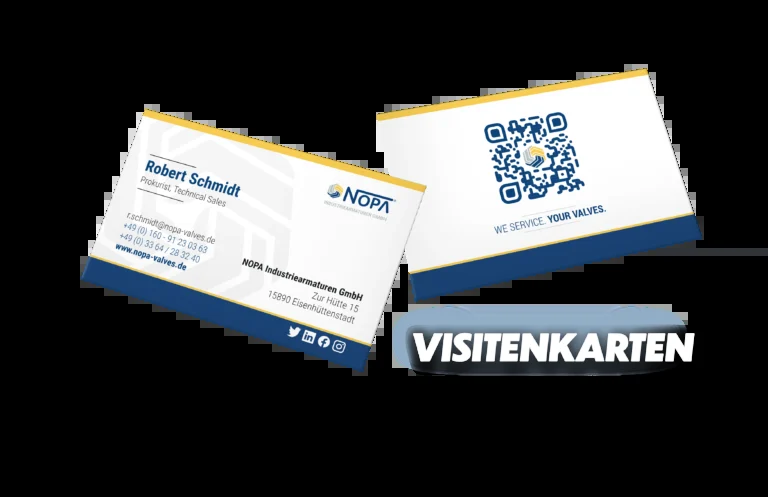 Robert Schmidt
Prokurist, Technical Sales
r.schmidt@nopa-valves.de
+49 (0) 160 - 91 23 03 63
+49 (0) 33 64 / 28 32 40
www.nopa-valves.de
NOPA
NOPA Industriearmaturen GmbH
Zur Hütte 15
15890 Eisenhüttenstadt
WE SERVICE. YOUR VALVES.
VISITENKARTEN